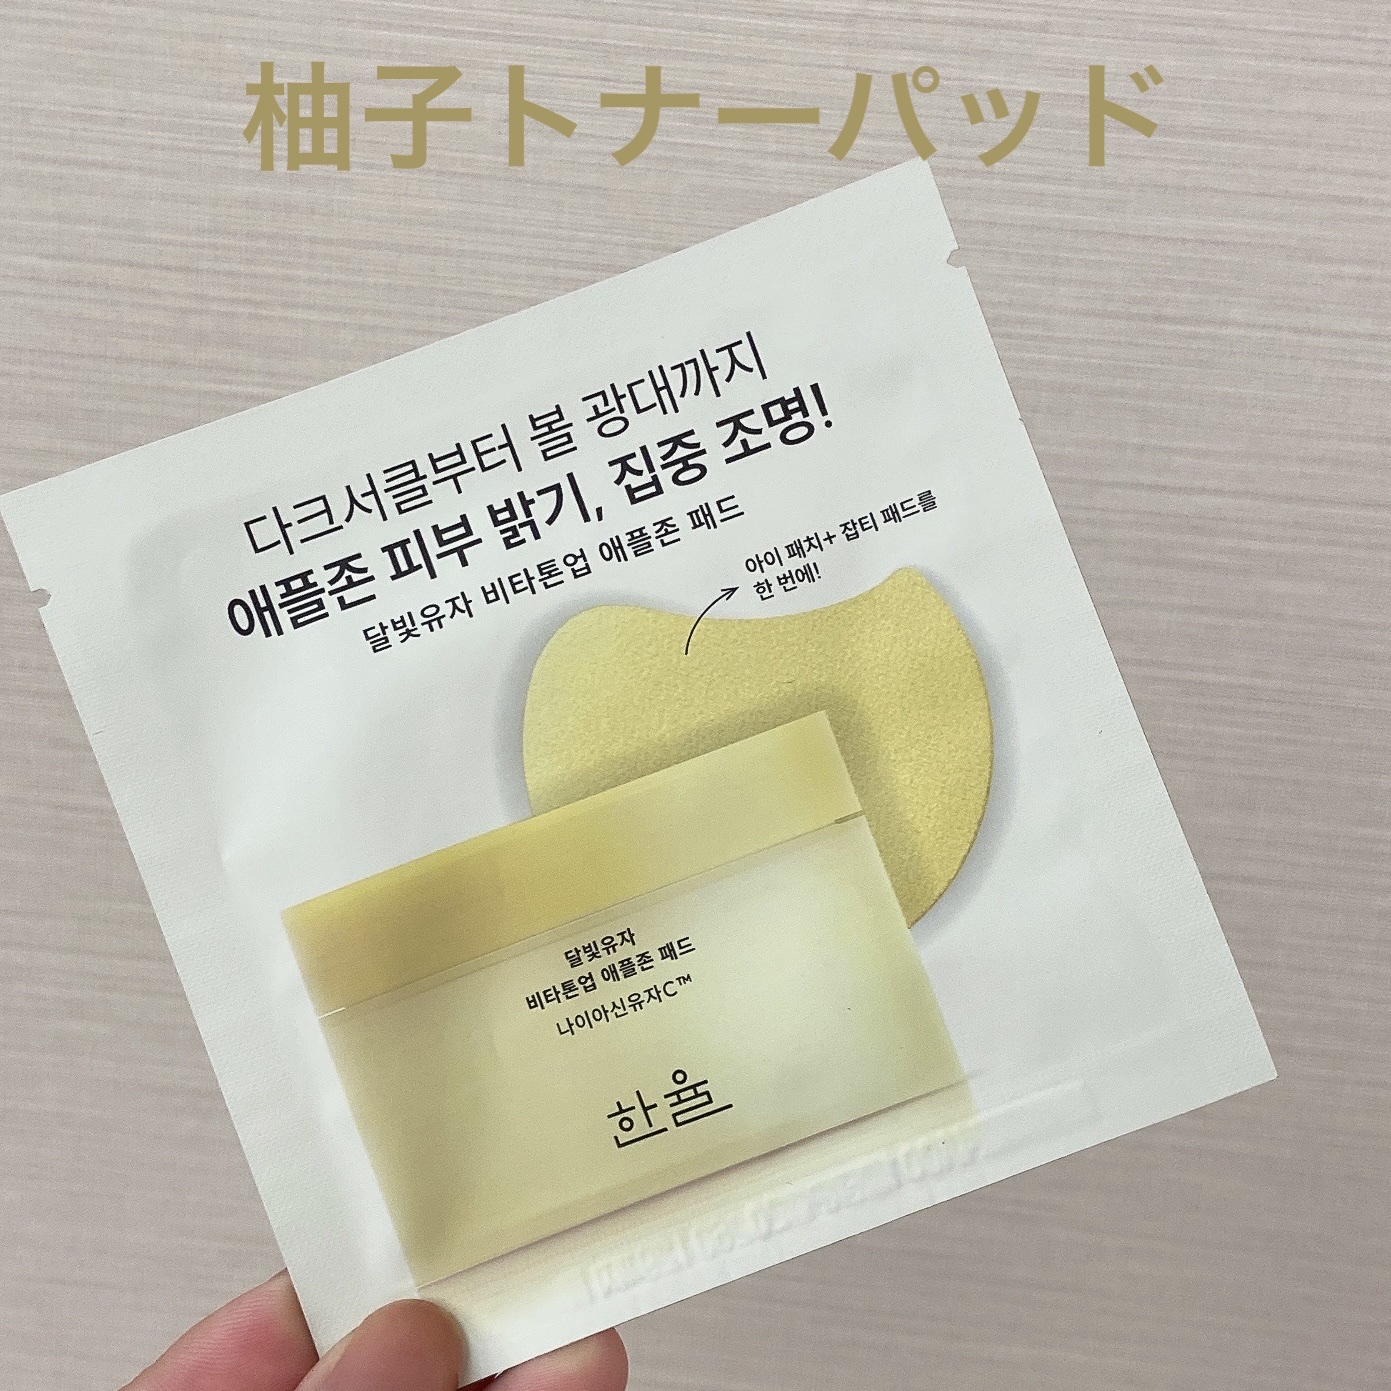 柚子トナーパッド
다크서클부터 볼 광대까지
애플존 피부 밝기, 집중 조명!
달빛유자 비타톤업 애플존 패드
아이 패치+ 잡티 패드를
한 번에!
달빛유자
비타톤업 애플존 패드
나이아신유자C™
한율